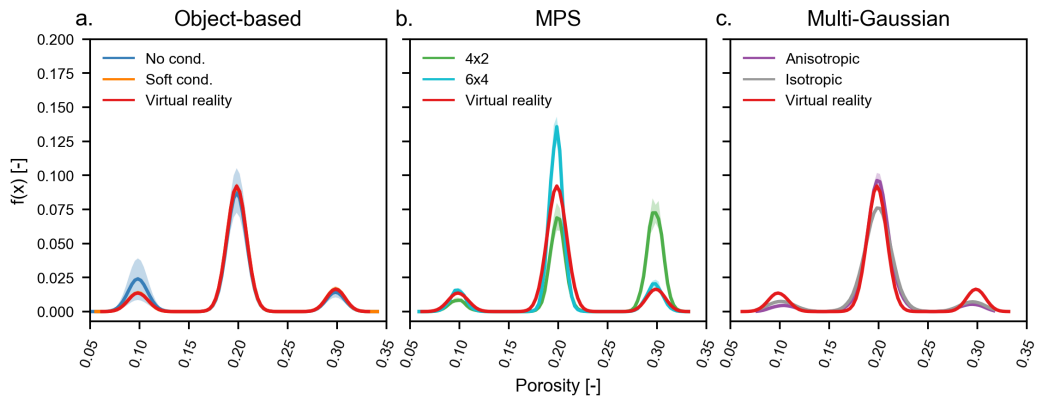 a. Object-based
b. MPS
c. Multi-Gaussian
No cond.
Soft cond.
Virtual reality
4x2
6x4
Virtual reality
Anisotropic
Isotropic
Virtual reality
0.200
0.175
0.150
0.125
0.100
0.075
0.050
0.025
0.000
f(x) [-]
0.05 0.10 0.15 0.20 0.25 0.30 0.35
0.05 0.10 0.15 0.20 0.25 0.30 0.35
0.05 0.10 0.15 0.20 0.25 0.30 0.35
Porosity [-]